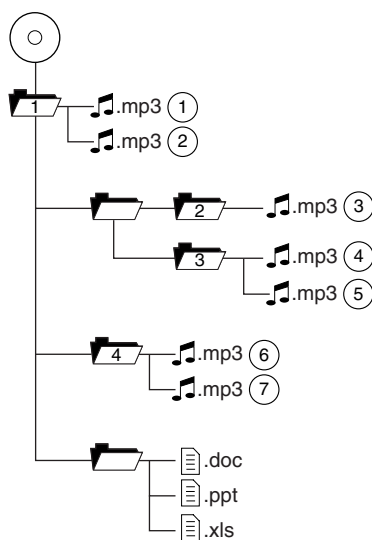 1 .mp3 1
.mp3 2
2 .mp3 3
3 .mp3 4
.mp3 5
4 .mp3 6
.mp3 7
.doc
.ppt
.xls